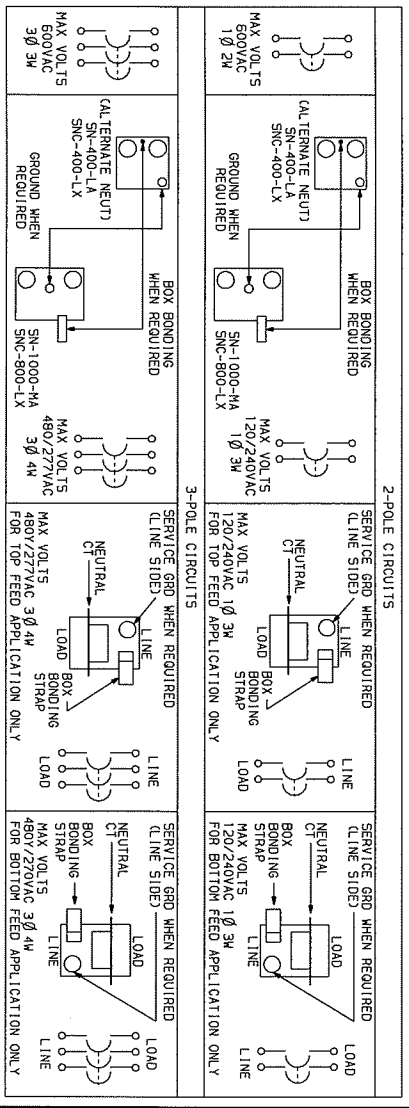 2-POLE CIRCUITS
MAX VOLTS
600VAC
1Ø 2W
(ALTERNATE NEUT)
SN-400-LA
SNC-400-LX
GROUND WHEN
REQUIRED
BOX BONDING
WHEN REQUIRED
SN-1000-MA
SNC-800-LX
MAX VOLTS
120/240VAC
1Ø 3W
SERVICE GRD WHEN REQUIRED
(LINE SIDE)
LINE
NEUTRAL
CT
LOAD
BOX
BONDING
STRAP
MAX VOLTS
120/240VAC 1Ø 3W
FOR TOP FEED APPLICATION ONLY
LINE
LOAD
SERVICE GRD WHEN REQUIRED
(LINE SIDE)
LOAD
NEUTRAL
CT
BOX
BONDING
STRAP
LINE
MAX VOLTS
120/240VAC 1Ø 3W
FOR BOTTOM FEED APPLICATION ONLY
LOAD
LINE
3-POLE CIRCUITS
MAX VOLTS
600VAC
3Ø 3W
(ALTERNATE NEUT)
SN-400-LA
SNC-400-LX
GROUND WHEN
REQUIRED
BOX BONDING
WHEN REQUIRED
SN-1000-MA
SNC-800-LX
MAX VOLTS
480/277VAC
3Ø 4W
SERVICE GRD WHEN REQUIRED
(LINE SIDE)
LINE
NEUTRAL
CT
LOAD
BOX
BONDING
STRAP
MAX VOLTS
480Y/277VAC 3Ø 4W
FOR TOP FEED APPLICATION ONLY
LINE
LOAD
SERVICE GRD WHEN REQUIRED
(LINE SIDE)
LOAD
NEUTRAL
CT
BOX
BONDING
STRAP
LINE
MAX VOLTS
480Y/270VAC 3Ø 4W
FOR BOTTOM FEED APPLICATION ONLY
LOAD
LINE